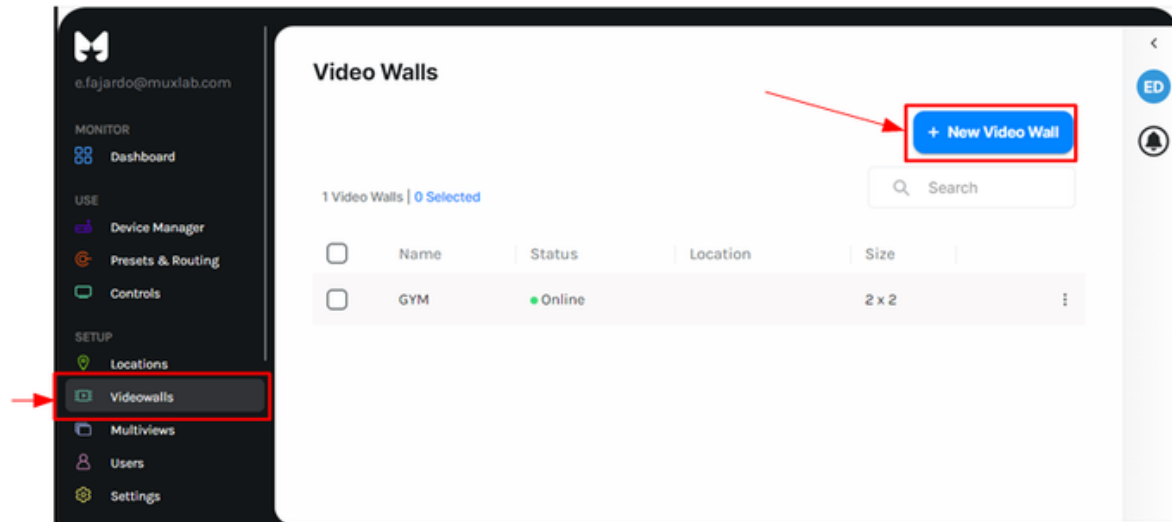 e.fajardo@muxlab.com
MONITOR
Dashboard
USE
Device Manager
Presets & Routing
Controls
SETUP
Locations
Videowalls
Multiviews
Users
Settings
Video Walls
+ New Video Wall
1 Video Walls | 0 Selected
Search
Name Status Location Size
GYM Online 2 x 2
ED